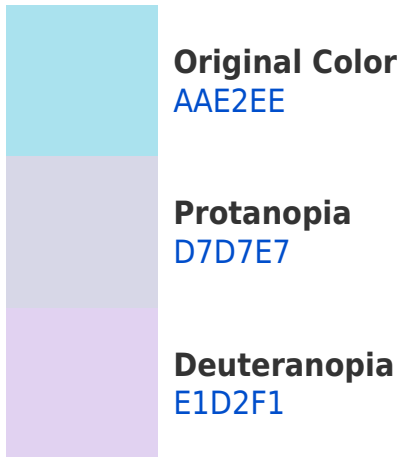 Original Color
AAE2EE
Protanopia
D7D7E7
Deuteranopia
E1D2F1